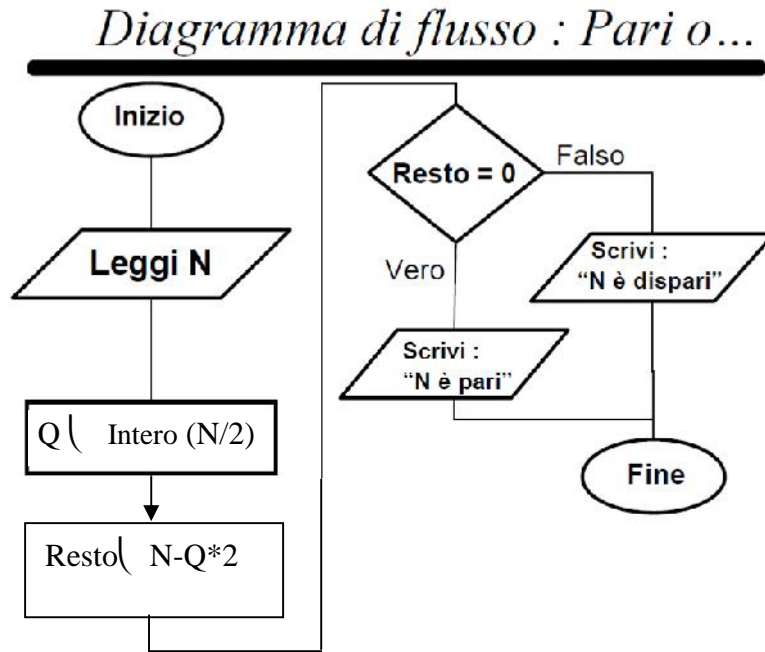 Diagramma di flusso : Pari o...
Inizio
Leggi N
Q ⎝ Intero (N/2)
Resto⎝ N-Q*2
Resto = 0
Falso
Vero
Scrivi :
“N è dispari”
Scrivi :
“N è pari”
Fine